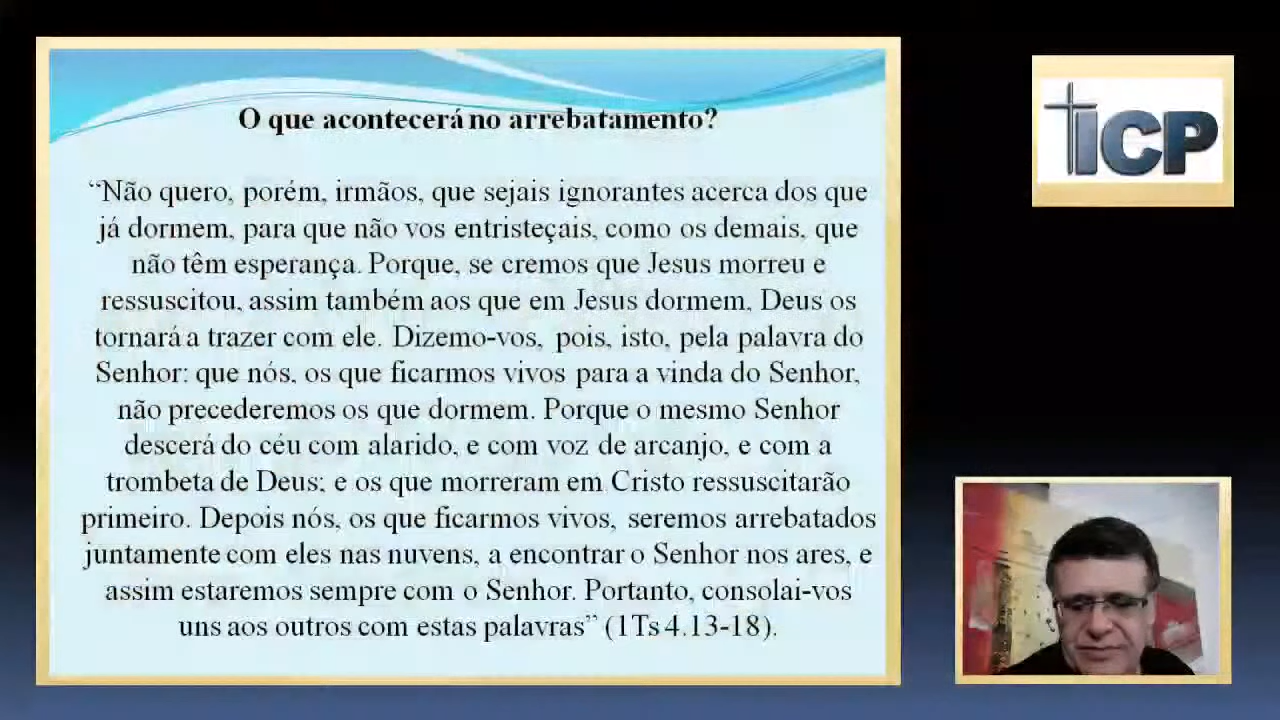 O que acontecerá no arrebatamento?
“Não quero, porém, irmãos, que sejais ignorantes acerca dos que
já dormem, para que não vos entristeçais, como os demais, que
não têm esperança. Porque, se cremos que Jesus morreu e
ressuscitou, assim também aos que em Jesus dormem, Deus os
tornará a trazer com ele. Dizemo-vos, pois, isto, pela palavra do
Senhor: que nós, os que ficarmos vivos para a vinda do Senhor,
não precederemos os que dormem. Porque o mesmo Senhor
descerá do céu com alarido, e com voz de arcanjo, e com a
trombeta de Deus; e os que morreram em Cristo ressuscitarão
primeiro. Depois nós, os que ficarmos vivos, seremos arrebatados
juntamente com eles nas nuvens, a encontrar o Senhor nos ares, e
assim estaremos sempre com o Senhor. Portanto, consolai-vos
uns aos outros com estas palavras” (1Ts 4.13-18).
ICP